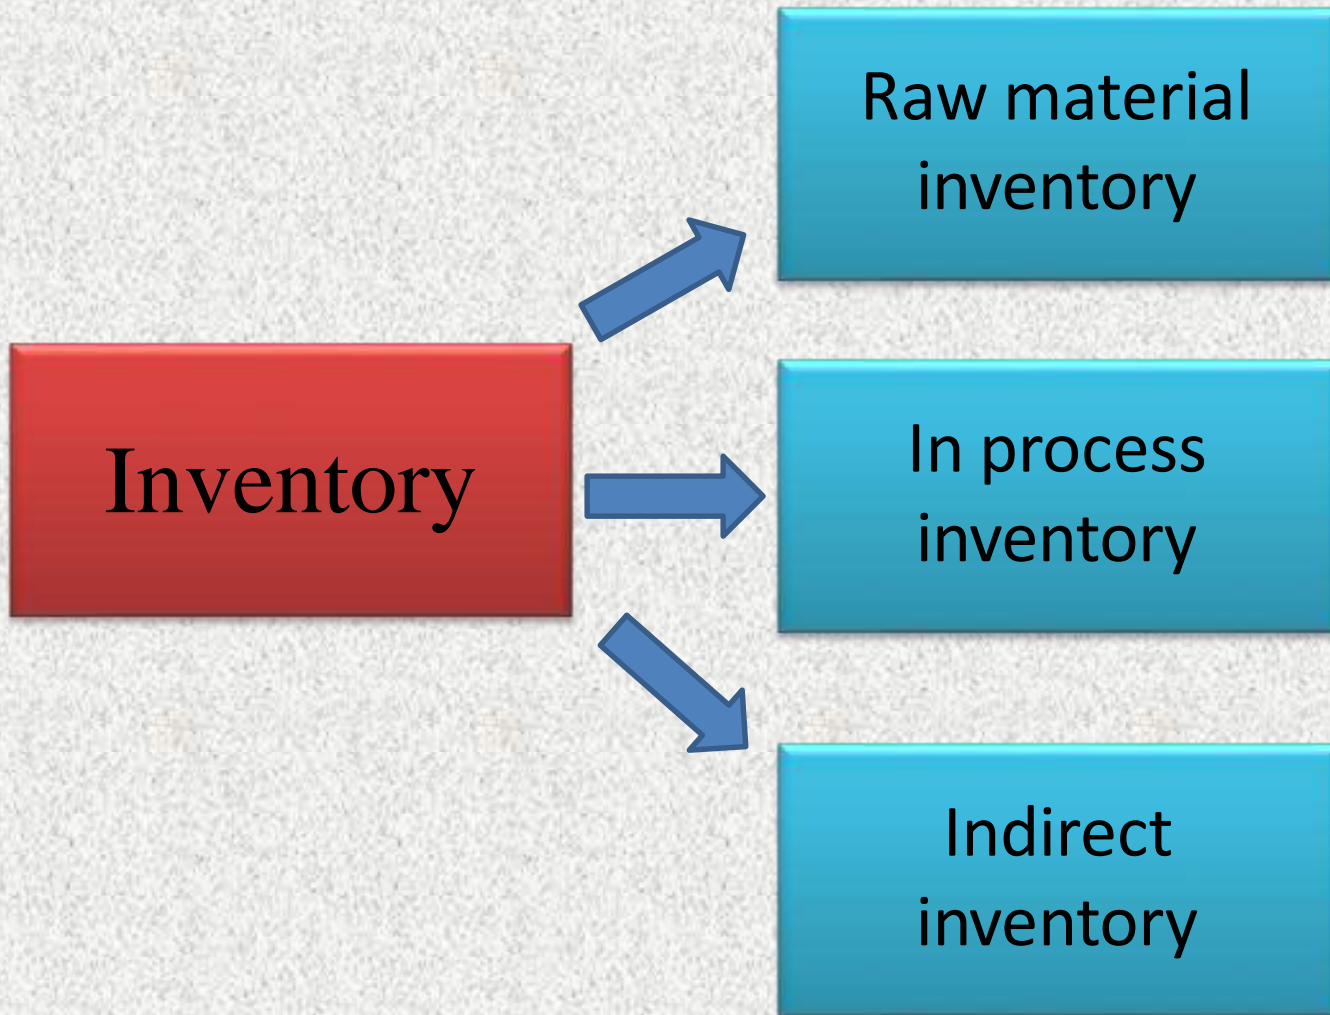 Raw material
inventory
Inventory
In process
inventory
Indirect
inventory